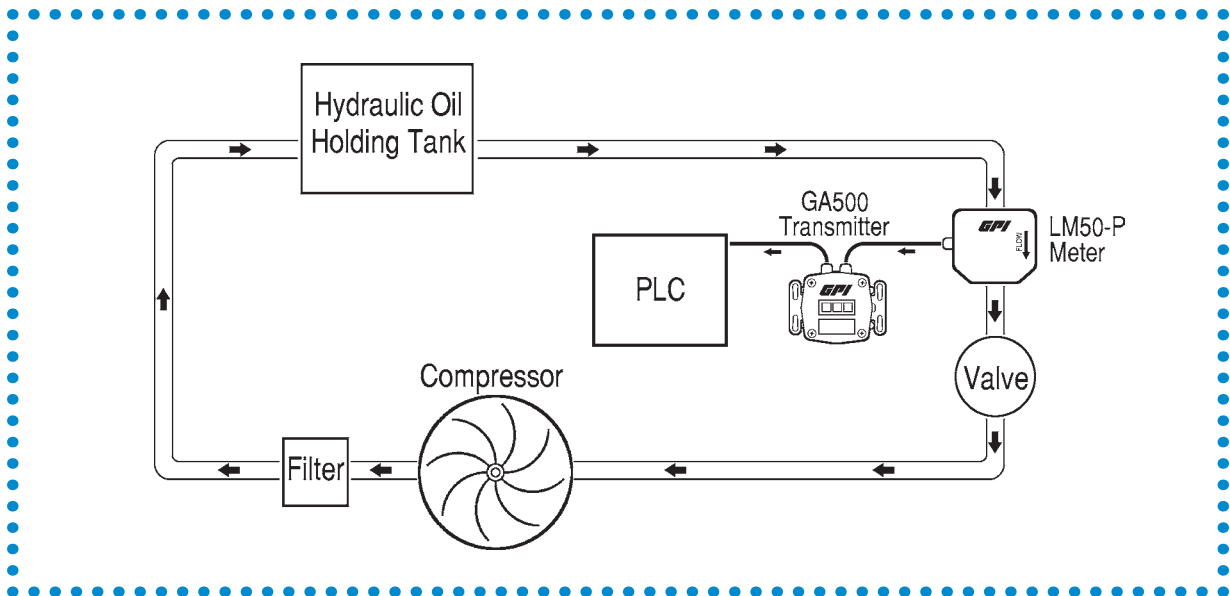 Hydraulic Oil
Holding Tank
GA500
Transmitter
GPI
FLOW
LM50-P
Meter
PLC
GPI
Valve
Compressor
Filter